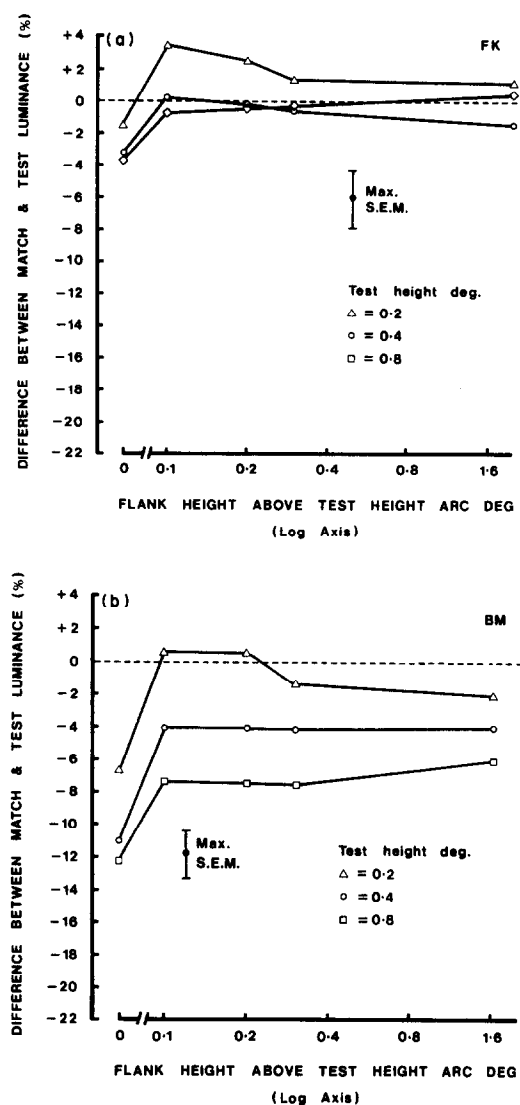 (a)
FK
DIFFERENCE BETWEEN MATCH & TEST LUMINANCE (%)
+4
+2
0
-2
-4
-6
-8
-10
-12
-14
-16
-18
-20
-22
Max.
S.E.M.
Test height deg.
△ = 0·2
○ = 0·4
□ = 0·8
0 0·1 0·2 0·4 0·8 1·6
FLANK HEIGHT ABOVE TEST HEIGHT ARC DEG
(Log Axis)
(b)
BM
DIFFERENCE BETWEEN MATCH & TEST LUMINANCE (%)
+4
+2
0
-2
-4
-6
-8
-10
-12
-14
-16
-18
-20
-22
Max.
S.E.M.
Test height deg.
△ = 0·2
○ = 0·4
□ = 0·8
0 0·1 0·2 0·4 0·8 1·6
FLANK HEIGHT ABOVE TEST HEIGHT ARC DEG
(Log Axis)